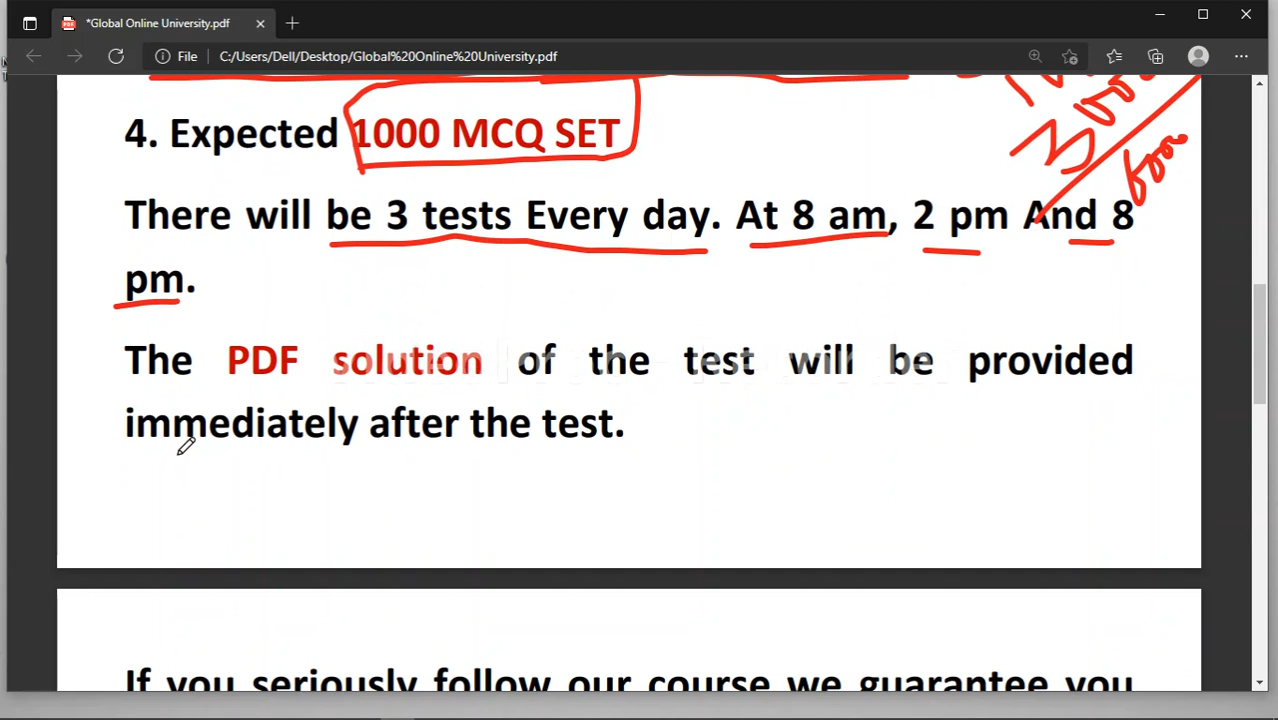 *Global Online University.pdf
File C:/Users/Dell/Desktop/Global%20Online%20University.pdf
4. Expected 1000 MCQ SET
There will be 3 tests Every day. At 8 am, 2 pm And 8
pm.
The PDF solution of the test will be provided
immediately after the test.
If you seriously follow our course we guarantee you